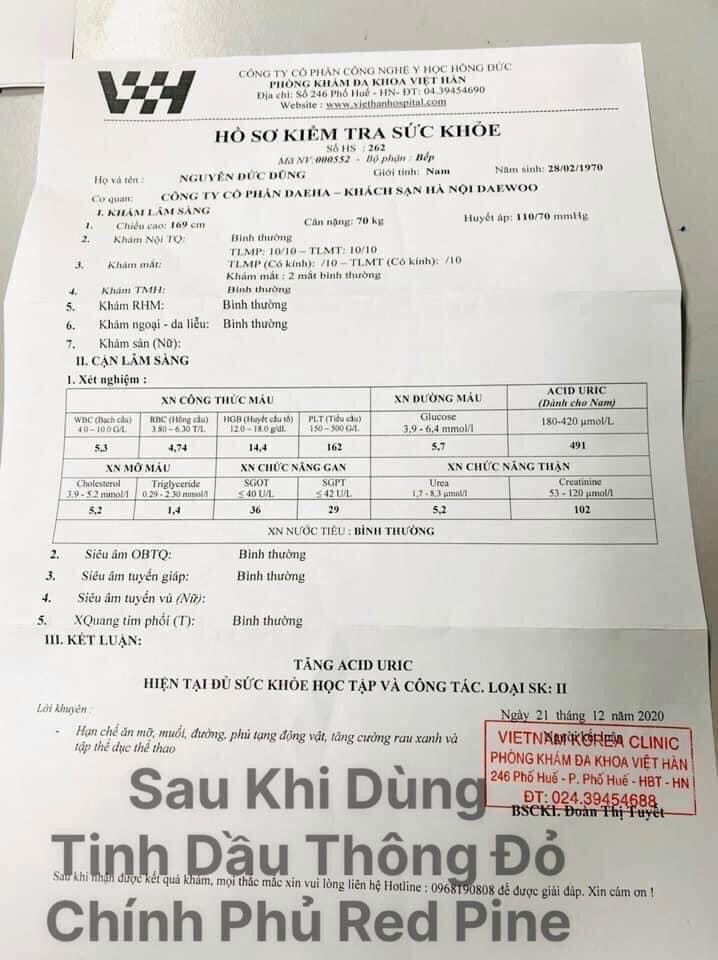 VH
CÔNG TY CỔ PHẦN CÔNG NGHỆ Y HỌC HỒNG ĐỨC
PHÒNG KHÁM ĐA KHOA VIỆT HÀN
Địa chỉ: Số 246 Phố Huế - HN- ĐT: 04.39454690
Website : www.viethanhospital.com
HỒ SƠ KIỂM TRA SỨC KHỎE
Số HS : 262
Mã NV:000552 - Bộ phận : Bếp
Họ và tên : NGUYỄN ĐỨC DŨNG Giới tính: Nam Năm sinh: 28/02/1970
Cơ quan: CÔNG TY CỔ PHẦN DAEHA – KHÁCH SẠN HÀ NỘI DAEWOO
I. KHÁM LÂM SÀNG
1. Chiều cao: 169 cm Cân nặng: 70 kg Huyết áp: 110/70 mmHg
2. Khám Nội TQ: Bình thường
TLMP: 10/10 – TLMT: 10/10
3. Khám mắt: TLMP (Có kính): /10 – TLMT (Có kính): /10
Khám mắt : 2 mắt bình thường
4. Khám TMH: Bình thường
5. Khám RHM: Bình thường
6. Khám ngoại - da liễu: Bình thường
7. Khám sản (Nữ):
II. CẬN LÂM SÀNG
1. Xét nghiệm :
XN CÔNG THỨC MÁU XN ĐƯỜNG MÁU ACID URIC (Dành cho Nam)
WBC (Bạch cầu) 4.0 – 10.0 G/L RBC (Hồng cầu) 3.80 – 6.30 T/L HGB (Huyết cầu tố) 12.0 – 18.0 g/dL PLT (Tiểu cầu) 150 – 500 G/L Glucose 3,9 - 6,4 mmol/l 180-420 µmol/L
5,3 4,74 14,4 162 5,7 491
XN MỠ MÁU XN CHỨC NĂNG GAN XN CHỨC NĂNG THẬN
Cholesterol 3.9 - 5.2 mmol/l Triglyceride 0.29 - 2.30 mmol/l SGOT ≤ 40 U/L SGPT ≤ 42 U/L Urea 1,7 - 8,3 µmol/l Creatinine 53 - 120 µmol/l
5,2 1,4 36 29 5,2 102
XN NƯỚC TIỂU : BÌNH THƯỜNG
2. Siêu âm OBTQ: Bình thường
3. Siêu âm tuyến giáp: Bình thường
4. Siêu âm tuyến vú (Nữ):
5. XQuang tim phổi (T): Bình thường
III. KẾT LUẬN:
TĂNG ACID URIC
HIỆN TẠI ĐỦ SỨC KHỎE HỌC TẬP VÀ CÔNG TÁC. LOẠI SK: II
Lời khuyên :
- Hạn chế ăn mỡ, muối, đường, phủ tạng động vật, tăng cường rau xanh và
tập thể dục thể thao
Ngày 21 tháng 12 năm 2020
Người kết luận
VIETNAM KOREA CLINIC
PHÒNG KHÁM ĐA KHOA VIỆT HÀN
246 Phố Huế - P. Phố Huế - HBT - HN
ĐT: 024.39454688
BSCKI. Đoàn Thị Tuyết
Sau Khi Dùng
Tinh Dầu Thông Đỏ
Sau khi nhận được kết quả khám, mọi thắc mắc xin vui lòng liên hệ Hotline : 0968190808 để được giải đáp. Xin cám ơn !
Chính Phủ Red Pine